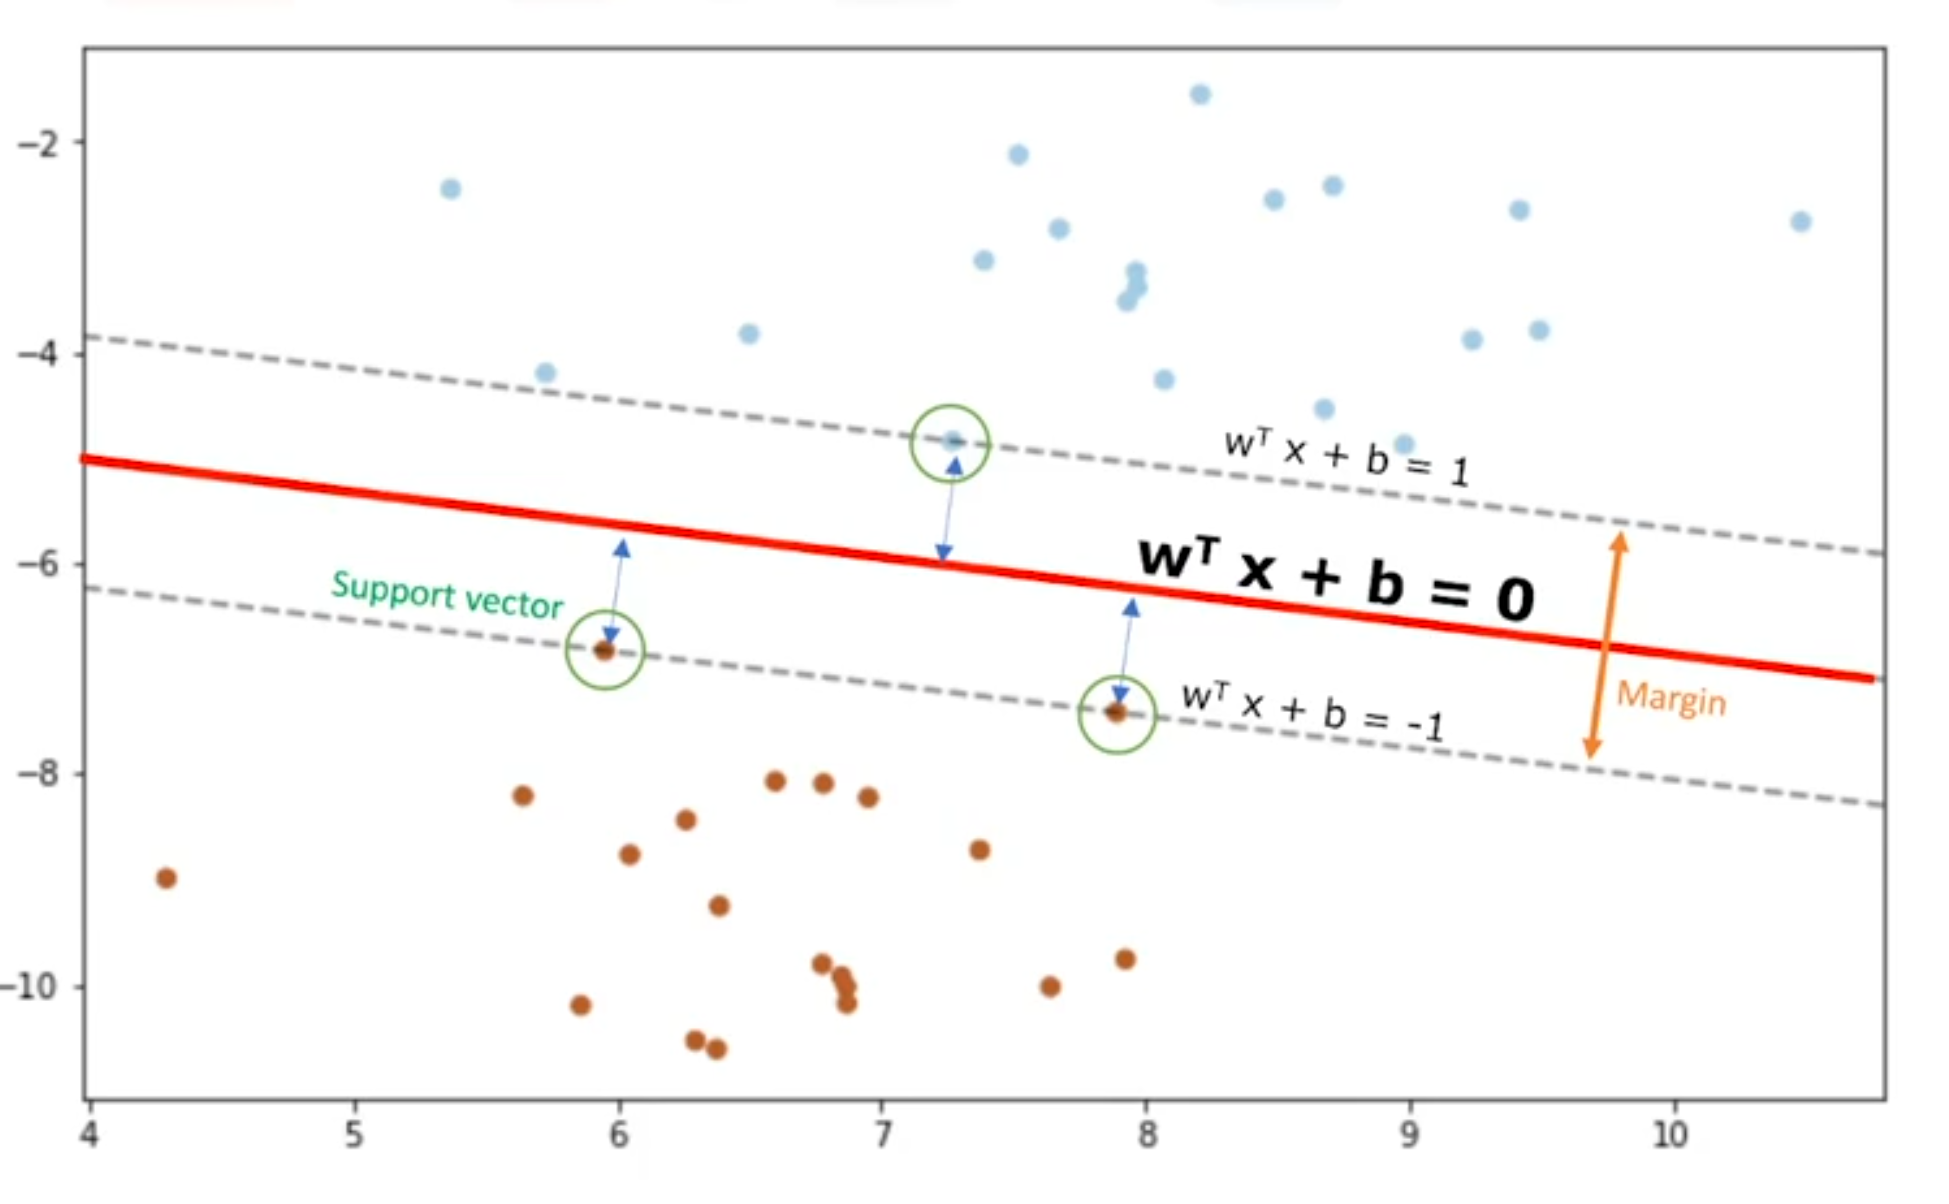 −2
−4
−6
−8
−10
wᵀ x + b = 1
wᵀ x + b = 0
Support vector
wᵀ x + b = -1
Margin
4 5 6 7 8 9 10